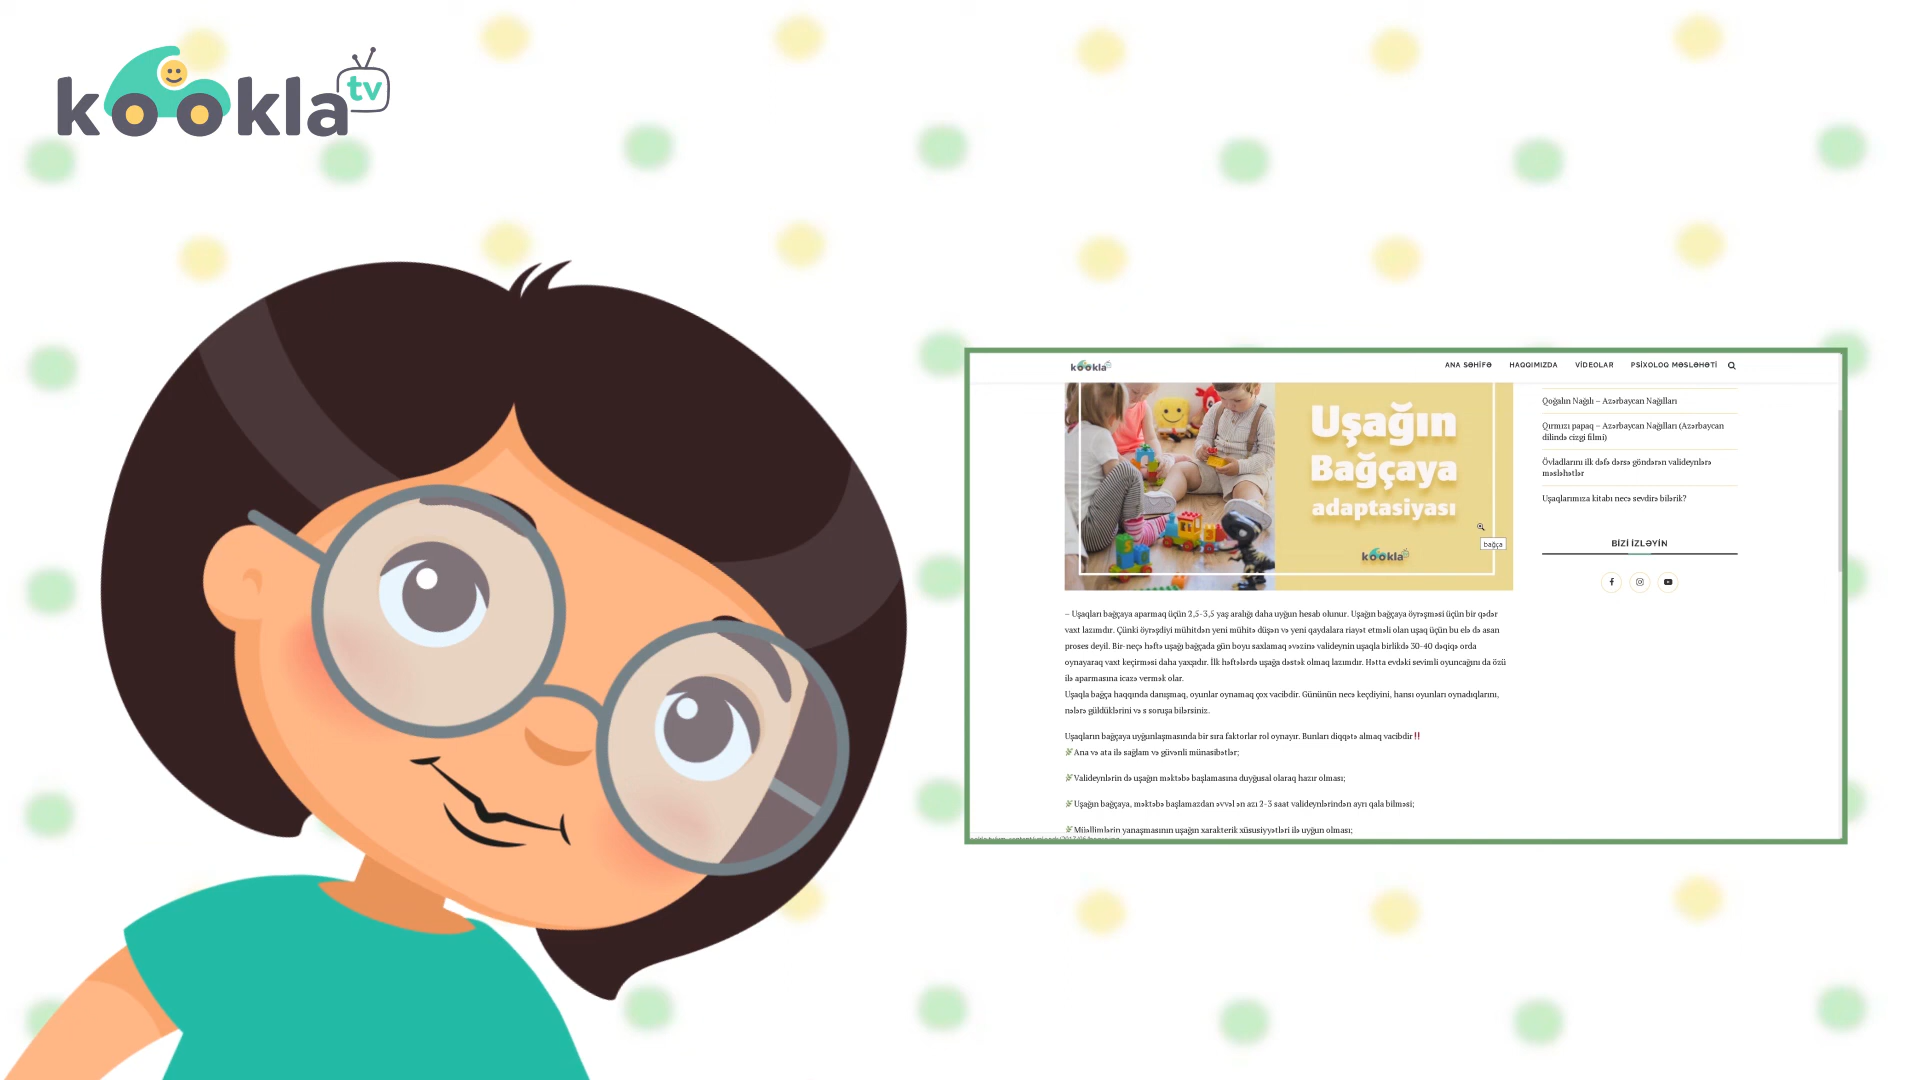 kookla tv
kookla
ANA SƏHİFƏ HAQQIMIZDA VİDEOLAR PSİXOLOQ MƏSLƏHƏTİ
Uşağın
Bağçaya
adaptasiyası
kookla
bağça
– Uşaqları bağçaya aparmaq üçün 2,5-3,5 yaş aralığı daha uyğun hesab olunur. Uşağın bağçaya öyrəşməsi üçün bir qədər
vaxt lazımdır. Çünki öyrəşdiyi mühitdən yeni mühitə düşən və yeni qaydalara riayət etməli olan uşaq üçün bu elə də asan
proses deyil. Bir-neçə həftə uşağı bağçada gün boyu saxlamaq əvəzinə valideynin uşaqla birlikdə 30-40 dəqiqə orda
oynayaraq vaxt keçirməsi daha yaxşıdır. İlk həftələrdə uşağa dəstək olmaq lazımdır. Hətta evdəki sevimli oyuncağını da özü
ilə aparmasına icazə vermək olar.
Uşaqla bağça haqqında danışmaq, oyunlar oynamaq çox vacibdir. Gününün necə keçdiyini, hansı oyunları oynadıqlarını,
nələrə güldüklərini və s soruşa bilərsiniz.
Uşaqların bağçaya uyğunlaşmasında bir sıra faktorlar rol oynayır. Bunları diqqətə almaq vacibdir‼
Ana və ata ilə sağlam və güvənli münasibətlər;
Valideynlərin də uşağın məktəbə başlamasına duyğusal olaraq hazır olması;
Uşağın bağçaya, məktəbə başlamazdan əvvəl ən azı 2-3 saat valideynlərindən ayrı qala bilməsi;
Müəllimlərin yanaşmasının uşağın xarakterik xüsusiyyətləri ilə uyğun olması;
Qoğalın Nağılı – Azərbaycan Nağılları
Qırmızı papaq – Azərbaycan Nağılları (Azərbaycan
dilində cizgi filmi)
Övladlarını ilk dəfə dərsə göndərən valideynlərə
məsləhətlər
Uşaqlarımıza kitabı necə sevdirə bilərik?
BİZİ İZLƏYİN